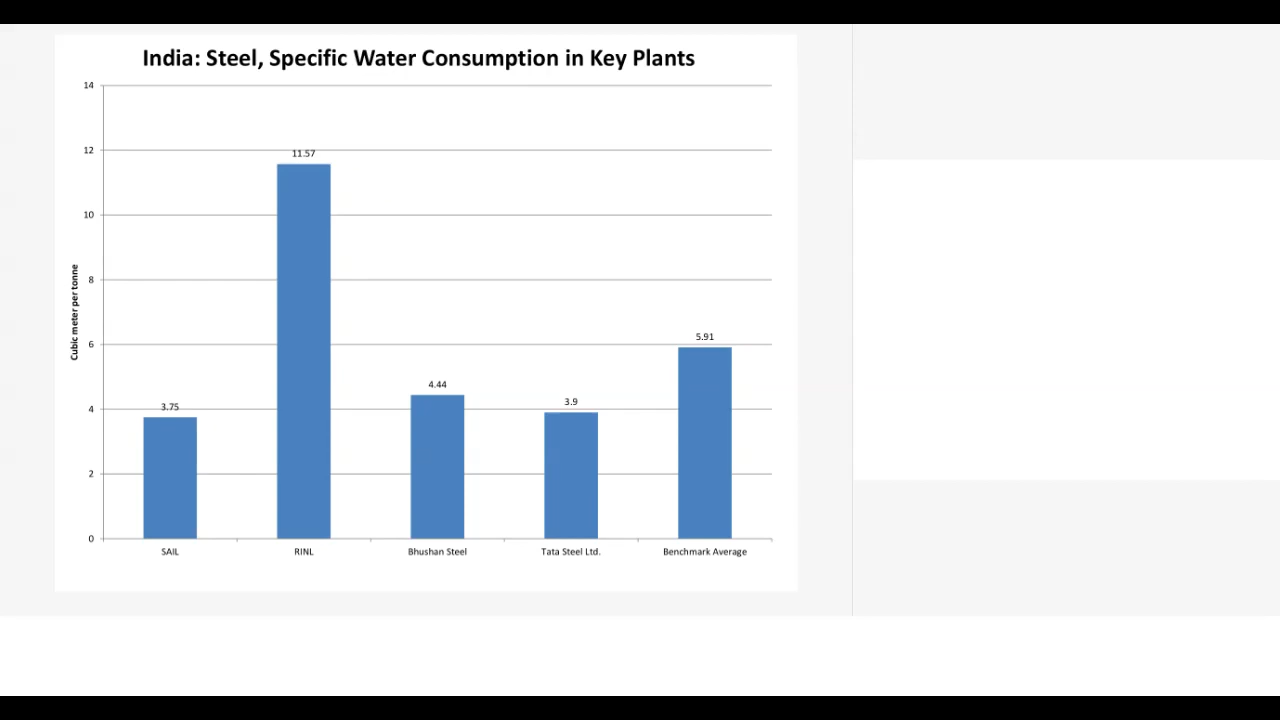 India: Steel, Specific Water Consumption in Key Plants
Cubic meter per tonne
14
12
10
8
6
4
2
0
3.75
11.57
4.44
3.9
5.91
SAIL
RINL
Bhushan Steel
Tata Steel Ltd.
Benchmark Average